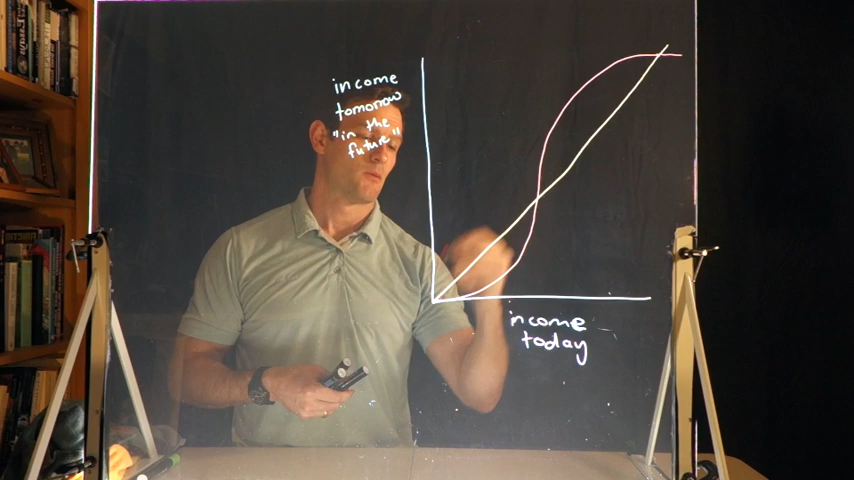 income
tomorrow
"in the
future"
income
today